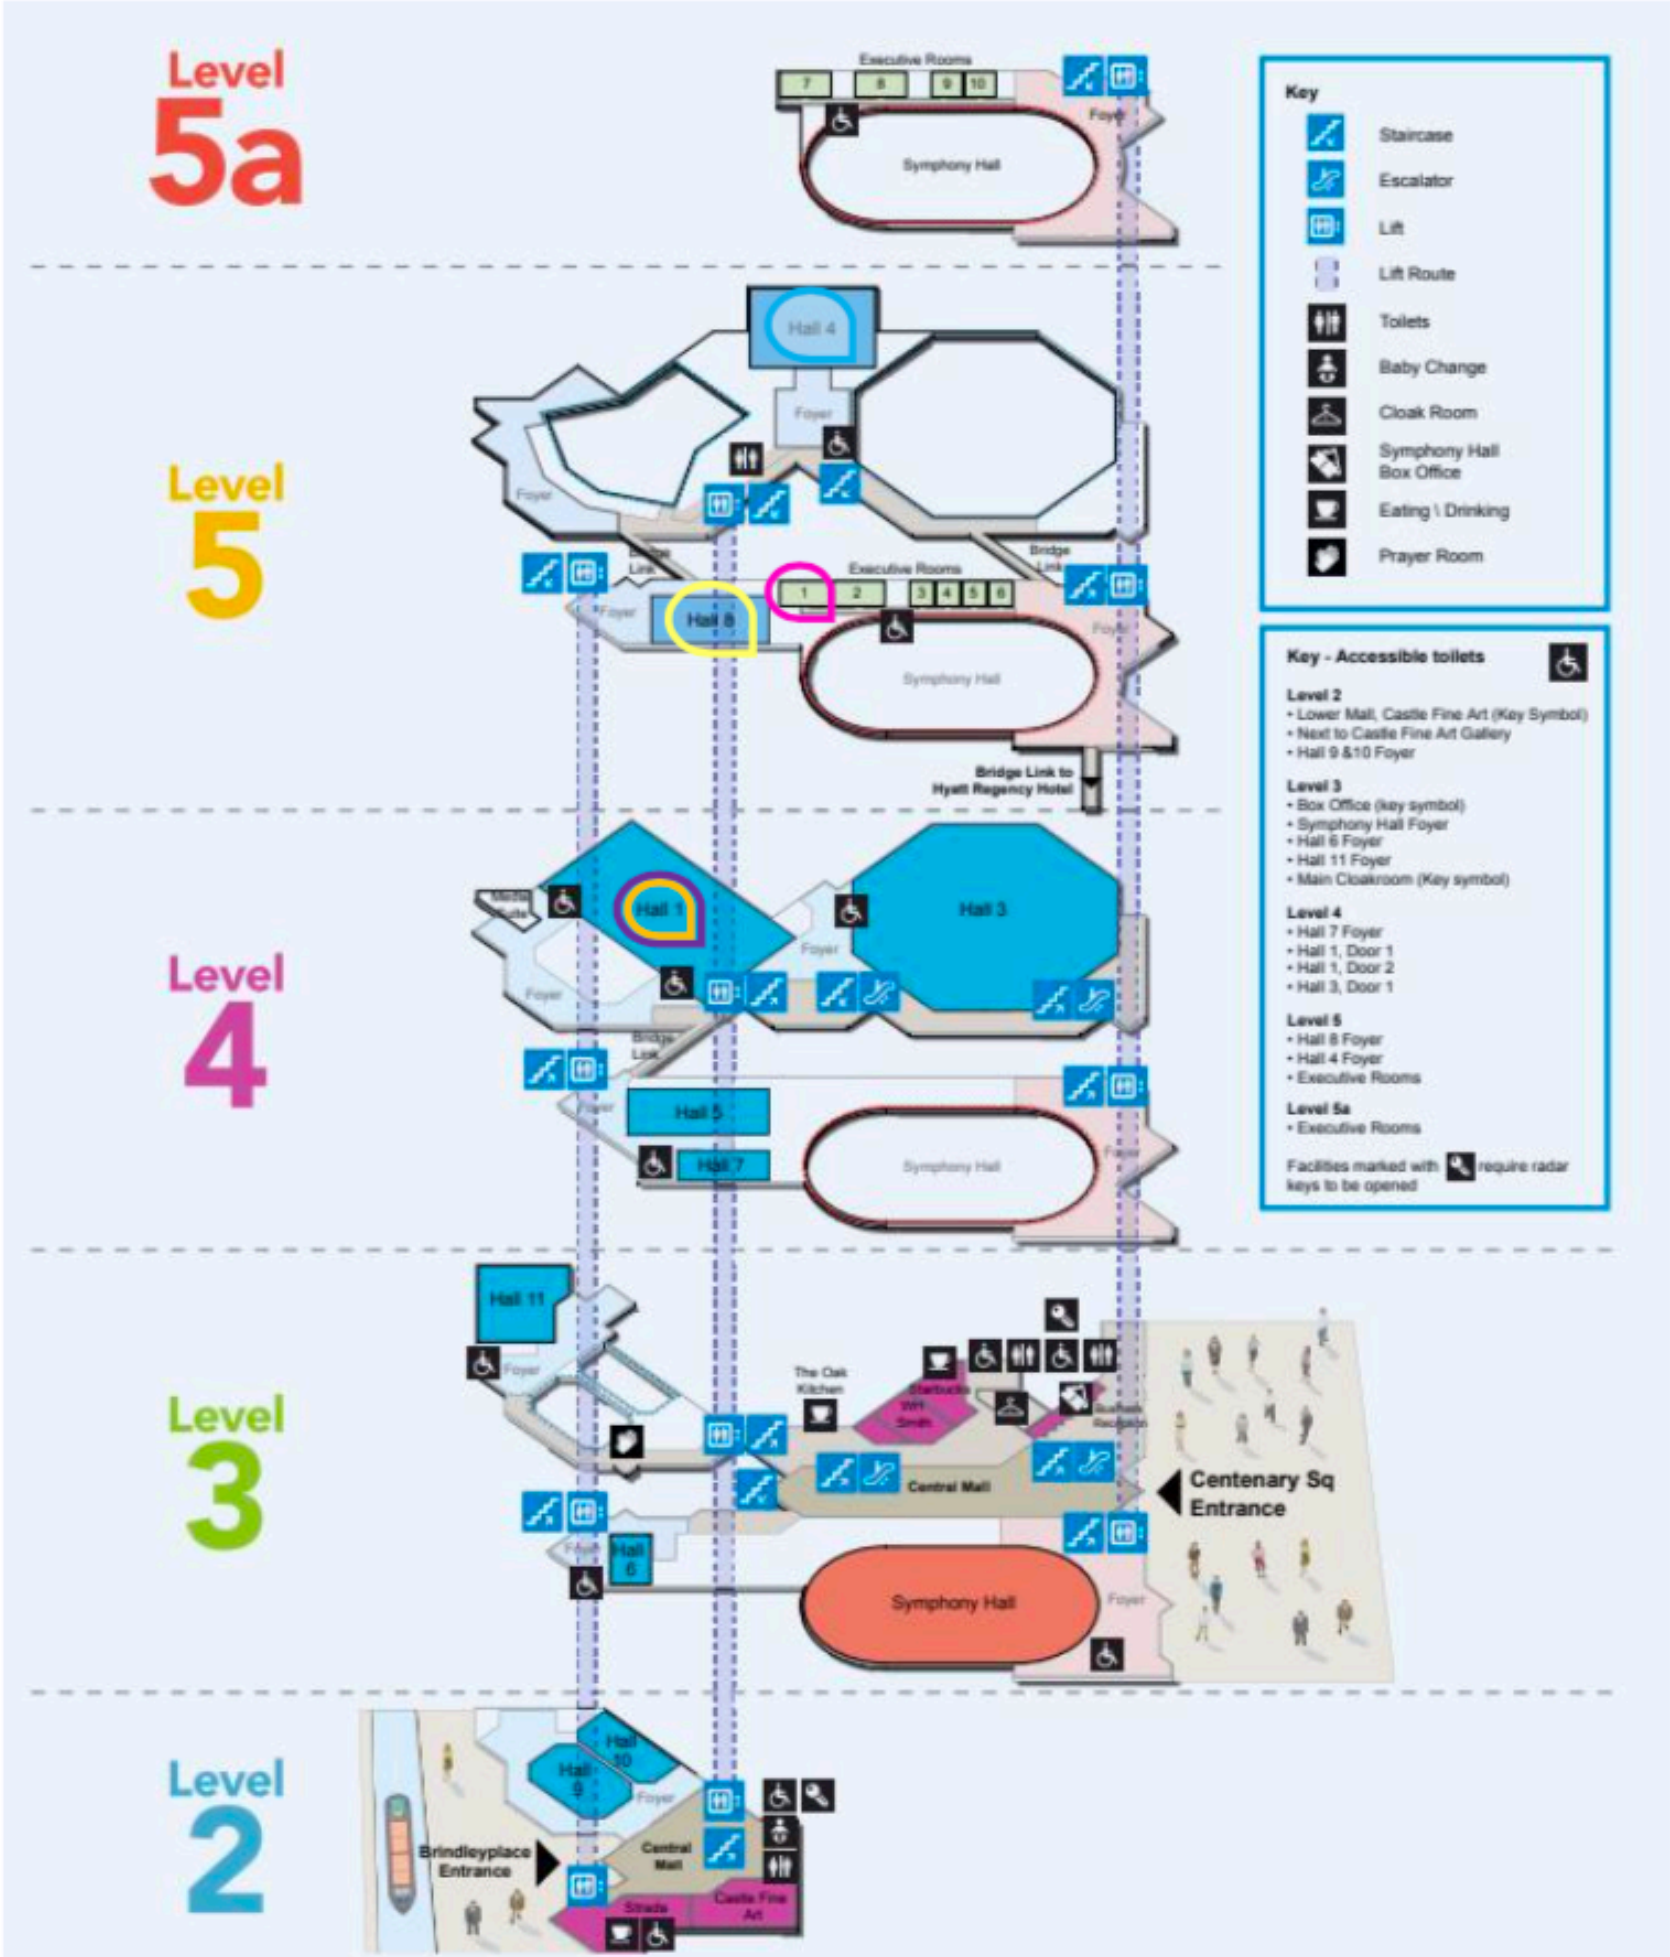 Level
5a
Executive Rooms
7
8
9
10
Foyer
Symphony Hall
Key
Staircase
Escalator
Lift
Lift Route
Toilets
Baby Change
Cloak Room
Symphony Hall
Box Office
Eating \ Drinking
Prayer Room
Level
5
Hall 4
Foyer
Foyer
Bridge
Link
Bridge
Link
Executive Rooms
1
2
3
4
5
6
Foyer
Hall 8
Foyer
Symphony Hall
Bridge Link to
Hyatt Regency Hotel
Key - Accessible toilets
Level 2
• Lower Mall, Castle Fine Art (Key Symbol)
• Next to Castle Fine Art Gallery
• Hall 9 &10 Foyer
Level 3
• Box Office (key symbol)
• Symphony Hall Foyer
• Hall 6 Foyer
• Hall 11 Foyer
• Main Cloakroom (Key symbol)
Level 4
• Hall 7 Foyer
• Hall 1, Door 1
• Hall 1, Door 2
• Hall 3, Door 1
Level 5
• Hall 8 Foyer
• Hall 4 Foyer
• Executive Rooms
Level 5a
• Executive Rooms
Facilities marked with require radar
keys to be opened
Level
4
Media
Suite
Hall 1
Hall 3
Foyer
Foyer
Bridge
Link
Foyer
Hall 5
Hall 7
Symphony Hall
Foyer
Level
3
Hall 11
Foyer
The Oak
Kitchen
Starbucks
WH
Smith
Business
Reception
Central Mall
Centenary Sq
Entrance
Foyer
Hall
6
Symphony Hall
Foyer
Level
2
Hall
10
Hall
9
Foyer
Brindleyplace
Entrance
Central
Mall
Strada
Castle Fine
Art